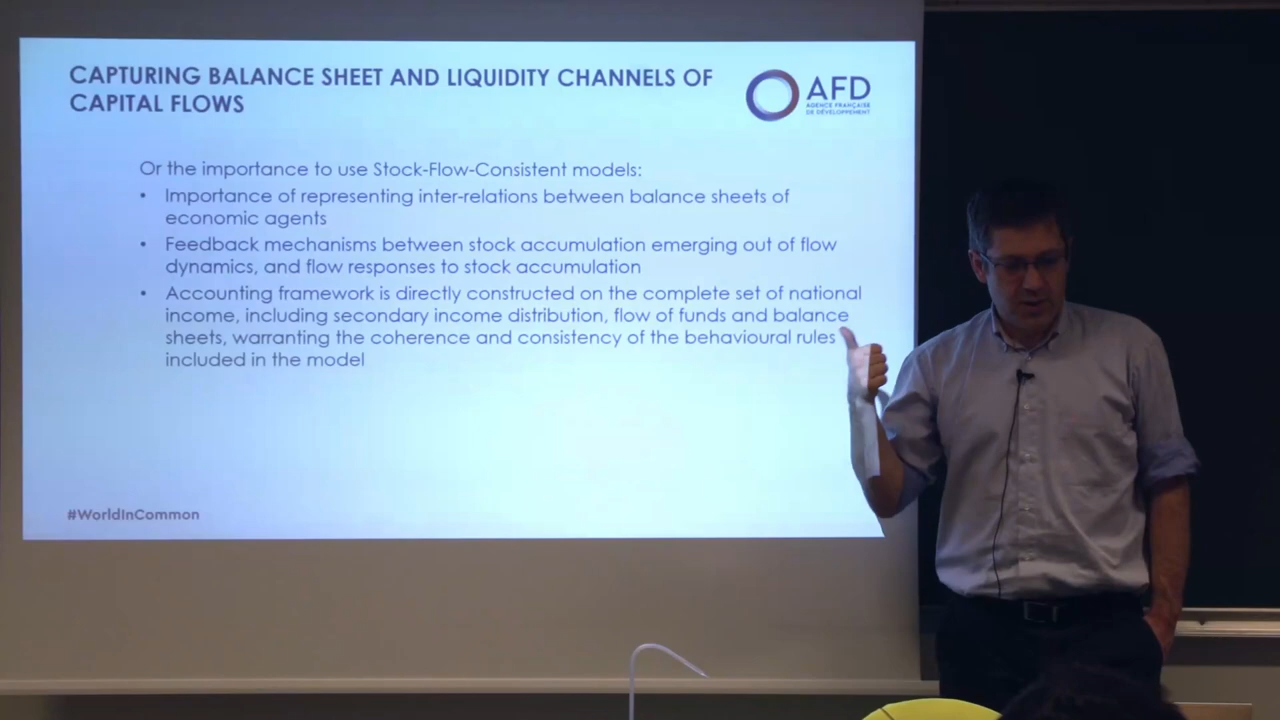 CAPTURING BALANCE SHEET AND LIQUIDITY CHANNELS OF
CAPITAL FLOWS
AFD
AGENCE FRANÇAISE
DE DÉVELOPPEMENT
Or the importance to use Stock-Flow-Consistent models:
• Importance of representing inter-relations between balance sheets of
economic agents
• Feedback mechanisms between stock accumulation emerging out of flow
dynamics, and flow responses to stock accumulation
• Accounting framework is directly constructed on the complete set of national
income, including secondary income distribution, flow of funds and balance
sheets, warranting the coherence and consistency of the behavioural rules
included in the model
#WorldInCommon